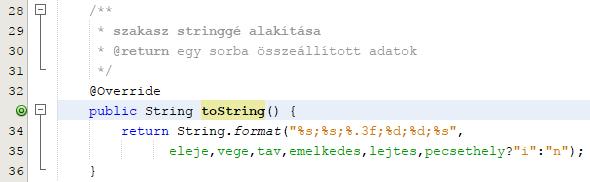 28 /**
29 * szakasz stringgé alakítása
30 * @return egy sorba összeállított adatok
31 */
32 @Override
public String toString() {
34 return String.format("%s;%s;%.3f;%d;%d;%s",
35 eleje,vege,tav,emelkedes,lejtes,pecsethely?"i":"n");
36 }